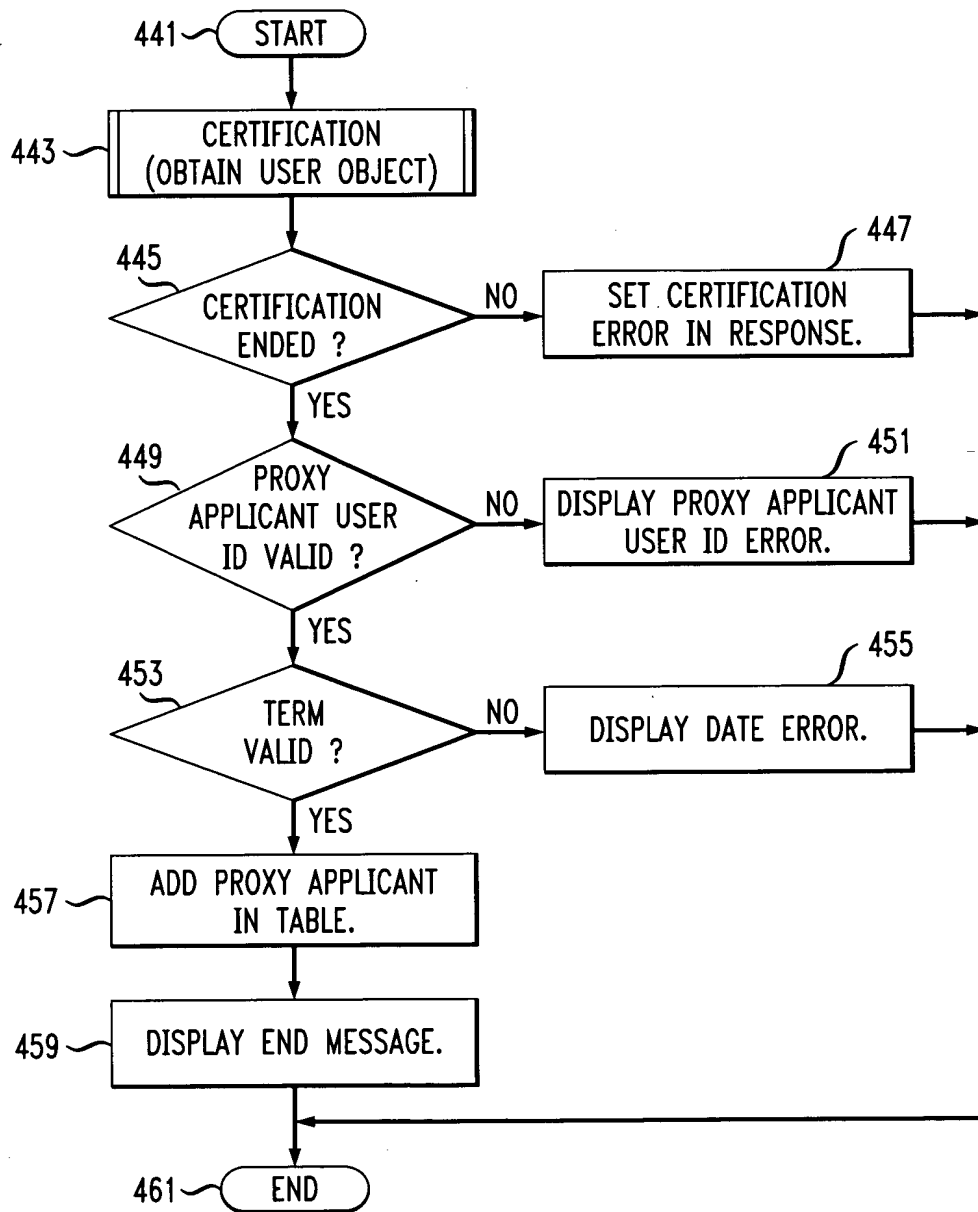 441
START
443
CERTIFICATION
(OBTAIN USER OBJECT)
445
CERTIFICATION
ENDED ?
NO
447
SET CERTIFICATION
ERROR IN RESPONSE.
YES
449
PROXY
APPLICANT USER
ID VALID ?
NO
451
DISPLAY PROXY APPLICANT
USER ID ERROR.
YES
453
TERM
VALID ?
NO
455
DISPLAY DATE ERROR.
YES
457
ADD PROXY APPLICANT
IN TABLE.
459
DISPLAY END MESSAGE.
461
END